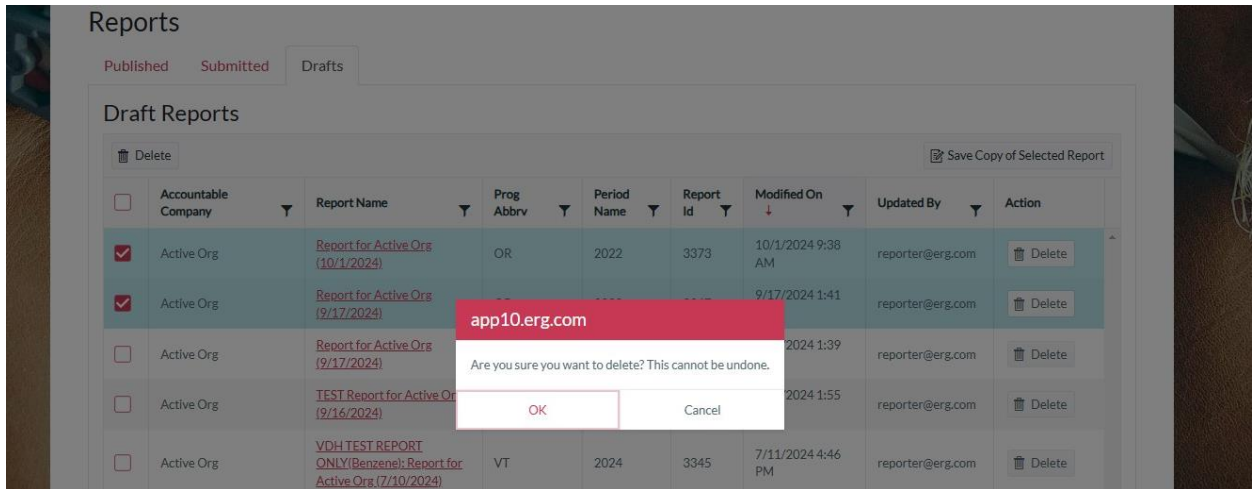 Reports
Published Submitted Drafts
Draft Reports
Delete Save Copy of Selected Report
Accountable Company Report Name Prog Abbrv Period Name Report Id Modified On ↓ Updated By Action
Active Org Report for Active Org (10/1/2024) OR 2022 3373 10/1/2024 9:38 AM reporter@erg.com Delete
Active Org Report for Active Org (9/17/2024) 9/17/2024 1:41 reporter@erg.com Delete
Active Org Report for Active Org (9/17/2024) 2024 1:39 reporter@erg.com Delete
Active Org TEST Report for Active (9/16/2024) 2024 1:55 reporter@erg.com Delete
Active Org VDH TEST REPORT ONLY(Benzene): Report for Active Org (7/10/2024) VT 2024 3345 7/11/2024 4:46 PM reporter@erg.com Delete
app10.erg.com
Are you sure you want to delete? This cannot be undone.
OK Cancel